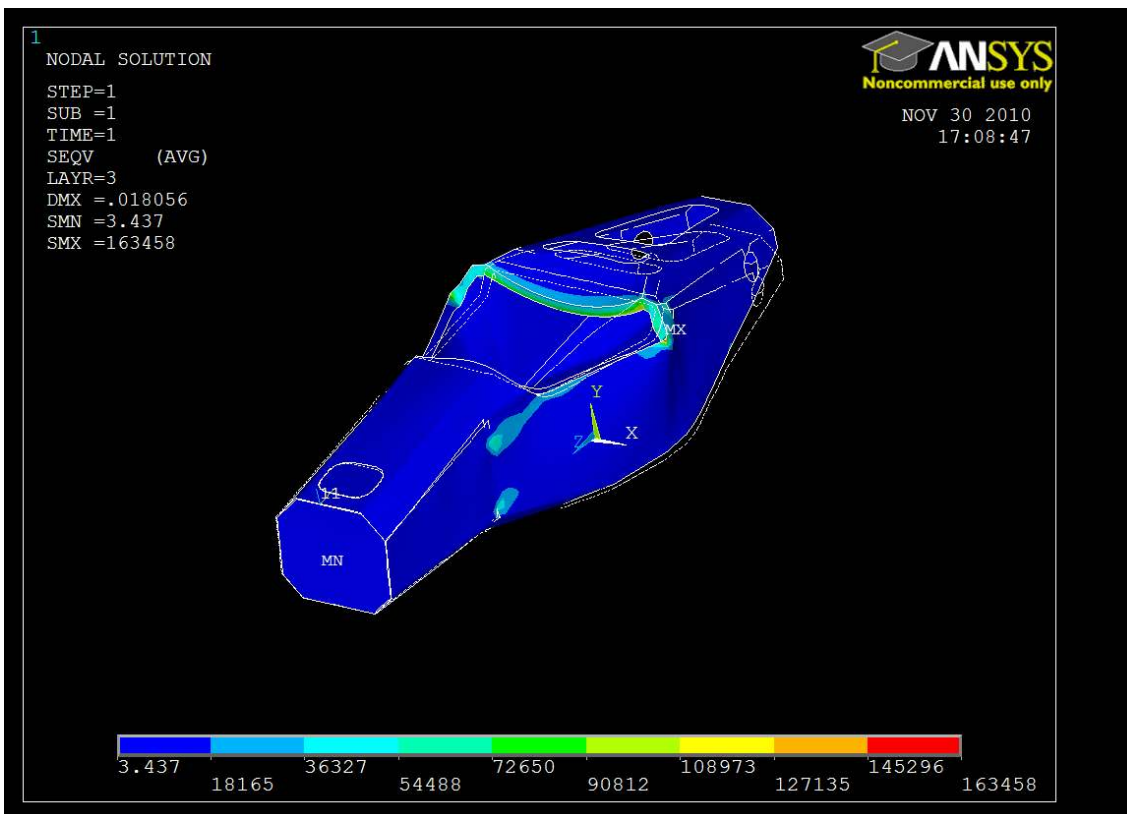 1
NODAL SOLUTION
STEP=1
SUB =1
TIME=1
SEQV (AVG)
LAYR=3
DMX =.018056
SMN =3.437
SMX =163458
ANSYS
Noncommercial use only
NOV 30 2010
17:08:47
MX
Y
Z X
11
MN
3.437 36327 72650 108973 145296
18165 54488 90812 127135 163458